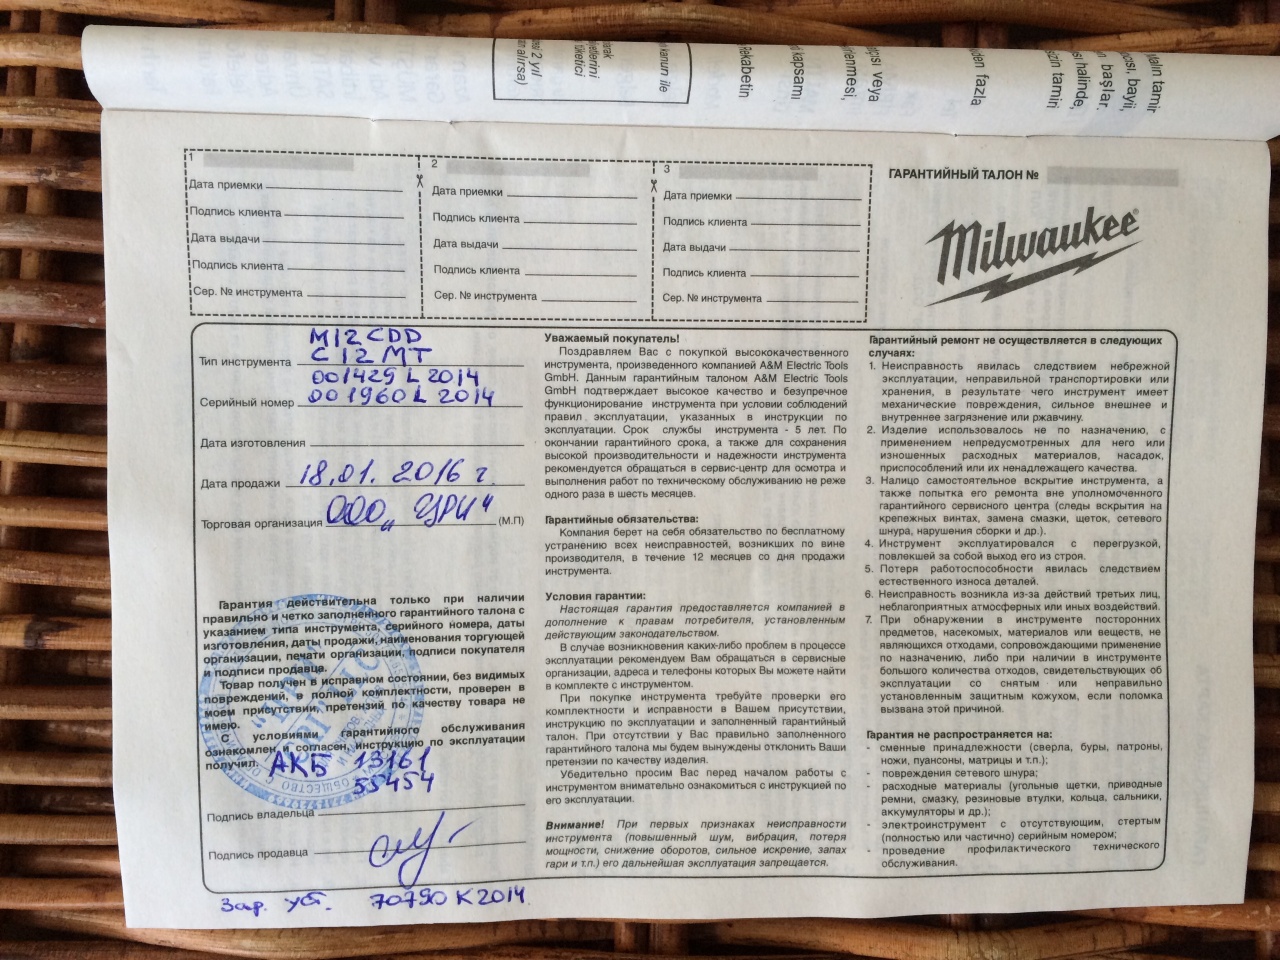 kanun ile
kapsamı
Rekabetin
çisi veya
den fazla
alın tamir
bayii,
başlar.
halinde,
tamiri
1
Дата приемки
Подпись клиента
Дата выдачи
Подпись клиента
Сер. № инструмента
2
Дата приемки
Подпись клиента
Дата выдачи
Подпись клиента
Сер. № инструмента
3
Дата приемки
Подпись клиента
Дата выдачи
Подпись клиента
Сер. № инструмента
ГАРАНТИЙНЫЙ ТАЛОН №
Milwaukee
M12CDD
Тип инструмента C12MT
001429 L 2014
Серийный номер 001960 L 2014
Дата изготовления
Дата продажи 18.01.2016 г.
Торговая организация ООО „ЦРИ“ (М.П)
Гарантия действительна только при наличии
правильно и четко заполненного гарантийного талона с
указанием типа инструмента, серийного номера, даты
изготовления, даты продажи, наименования торгующей
организации, печати организации, подписи покупателя
и подписи продавца.
Товар получен в исправном состоянии, без видимых
повреждений, в полной комплектности, проверен в
моем присутствии, претензий по качеству товара не
имею.
С условиями гарантийного обслуживания
ознакомлен и согласен, инструкцию по эксплуатации
получил.
АКБ 13161
55454
Подпись владельца
Подпись продавца
Зар. уст. 70790 K 2014
Уважаемый покупатель!
Поздравляем Вас с покупкой высококачественного
инструмента, произведенного компанией A&M Electric Tools
GmbH. Данным гарантийным талоном A&M Electric Tools
GmbH подтверждает высокое качество и безупречное
функционирование инструмента при условии соблюдений
правил эксплуатации, указанных в инструкции по
эксплуатации. Срок службы инструмента - 5 лет. По
окончании гарантийного срока, а также для сохранения
высокой производительности и надежности инструмента
рекомендуется обращаться в сервис-центр для осмотра и
выполнения работ по техническому обслуживанию не реже
одного раза в шесть месяцев.
Гарантийные обязательства:
Компания берет на себя обязательство по бесплатному
устранению всех неисправностей, возникших по вине
производителя, в течение 12 месяцев со дня продажи
инструмента.
Условия гарантии:
Настоящая гарантия предоставляется компанией в
дополнение к правам потребителя, установленным
действующим законодательством.
В случае возникновения каких-либо проблем в процессе
эксплуатации рекомендуем Вам обращаться в сервисные
организации, адреса и телефоны которых Вы можете найти
в комплекте с инструментом.
При покупке инструмента требуйте проверки его
комплектности и исправности в Вашем присутствии,
инструкцию по эксплуатации и заполненный гарантийный
талон. При отсутствии у Вас правильно заполненного
гарантийного талона мы будем вынуждены отклонить Ваши
претензии по качеству изделия.
Убедительно просим Вас перед началом работы с
инструментом внимательно ознакомиться с инструкцией по
его эксплуатации.
Внимание! При первых признаках неисправности
инструмента (повышенный шум, вибрация, потеря
мощности, снижение оборотов, сильное искрение, запах
гари и т.п.) его дальнейшая эксплуатация запрещается.
Гарантийный ремонт не осуществляется в следующих
случаях:
1. Неисправность явилась следствием небрежной
эксплуатации, неправильной транспортировки или
хранения, в результате чего инструмент имеет
механические повреждения, сильное внешнее и
внутреннее загрязнение или ржавчину.
2. Изделие использовалось не по назначению, с
применением непредусмотренных для него или
изношенных расходных материалов, насадок,
приспособлений или их ненадлежащего качества.
3. Налицо самостоятельное вскрытие инструмента, а
также попытка его ремонта вне уполномоченного
гарантийного сервисного центра (следы вскрытия на
крепежных винтах, замена смазки, щеток, сетевого
шнура, нарушения сборки и др.).
4. Инструмент эксплуатировался с перегрузкой,
повлекшей за собой выход его из строя.
5. Потеря работоспособности явилась следствием
естественного износа деталей.
6. Неисправность возникла из-за действий третьих лиц,
неблагоприятных атмосферных или иных воздействий.
7. При обнаружении в инструменте посторонних
предметов, насекомых, материалов или веществ, не
являющихся отходами, сопровождающими применение
по назначению, либо при наличии в инструменте
большого количества отходов, свидетельствующих об
эксплуатации со снятым или неправильно
установленным защитным кожухом, если поломка
вызвана этой причиной.
Гарантия не распространяется на:
- сменные принадлежности (сверла, буры, патроны,
ножи, пуансоны, матрицы и т.п.);
- повреждения сетевого шнура;
- расходные материалы (угольные щетки, приводные
ремни, смазку, резиновые втулки, кольца, сальники,
аккумуляторы и др.);
- электроинструмент с отсутствующим, стертым
(полностью или частично) серийным номером;
- проведение профилактического технического
обслуживания.